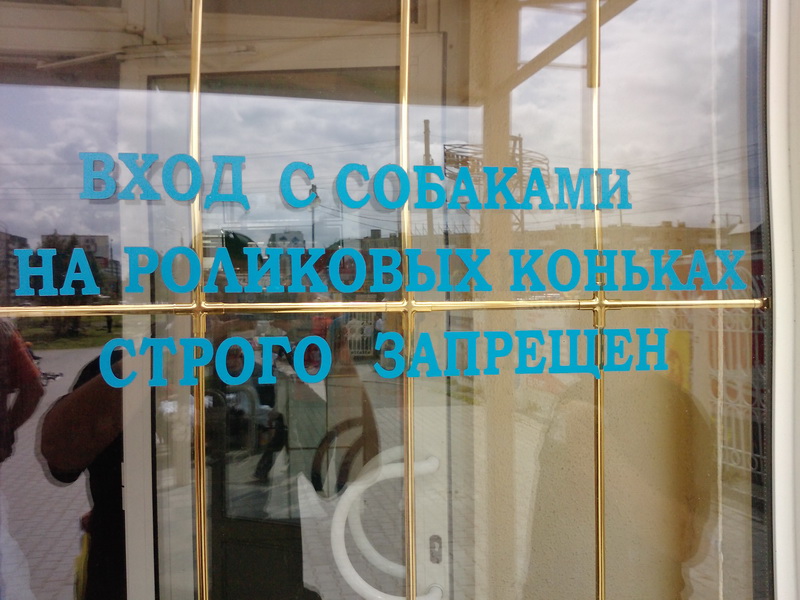 ВХОД С СОБАКАМИ
НА РОЛИКОВЫХ КОНЬКАХ
СТРОГО ЗАПРЕЩЕН